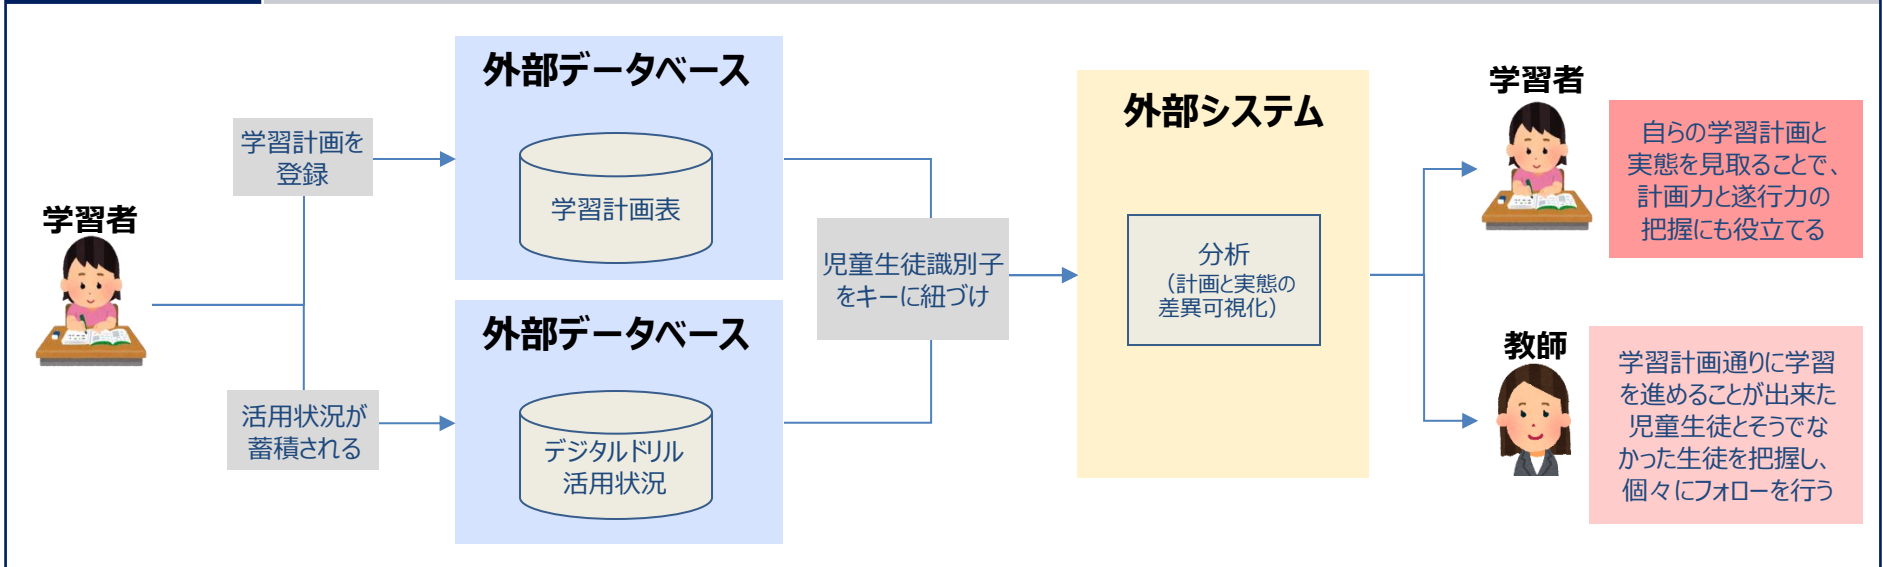 学習者
学習計画を
登録
活用状況が
蓄積される
外部データベース
学習計画表
外部データベース
デジタルドリル
活用状況
児童生徒識別子
をキーに紐づけ
外部システム
分析
（計画と実態の
差異可視化）
学習者
自らの学習計画と
実態を見取ることで、
計画力と遂行力の
把握にも役立てる
教師
学習計画通りに学習
を進めることが出来た
児童生徒とそうでな
かった生徒を把握し、
個々にフォローを行う